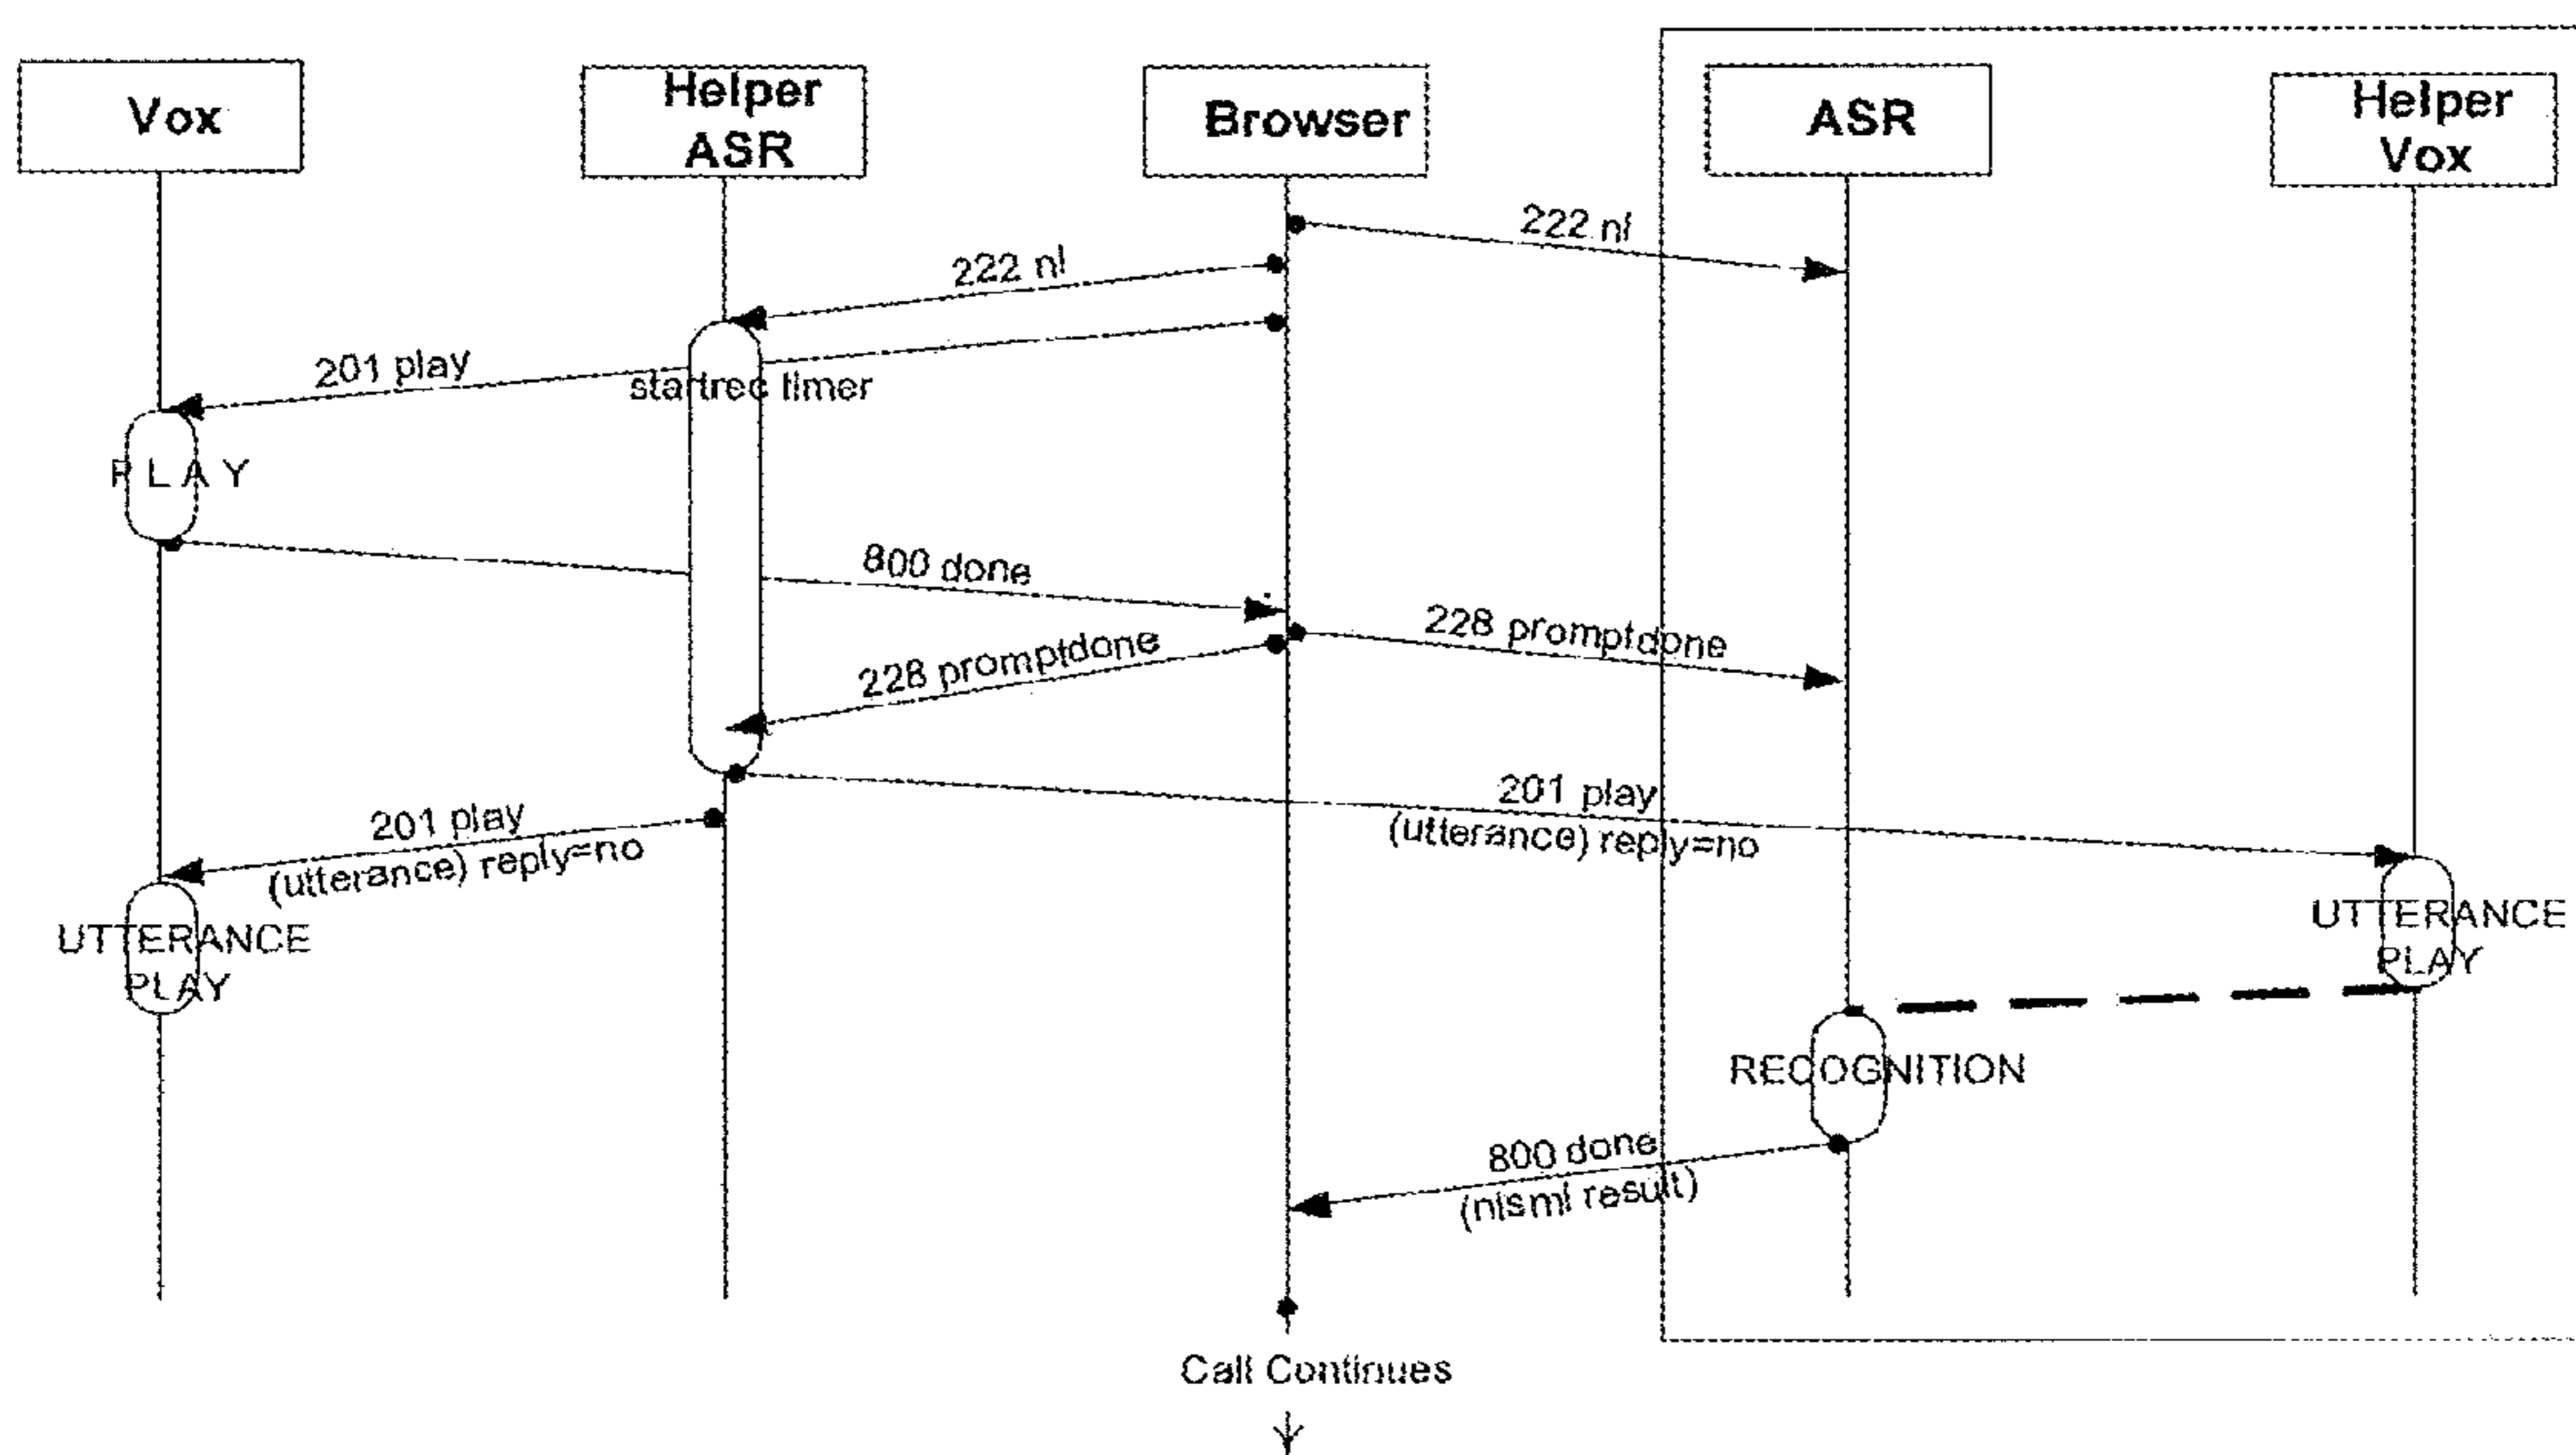 Vox
Helper
ASR
Browser
ASR
Helper
Vox
222 nl
222 nl
201 play
startrec timer
PLAY
800 done
228 promptdone
228 promptdone
201 play
(utterance) reply=no
201 play
(utterance) reply=no
UTTERANCE
PLAY
UTTERANCE
PLAY
RECOGNITION
800 done
(nlsml result)
Call Continues